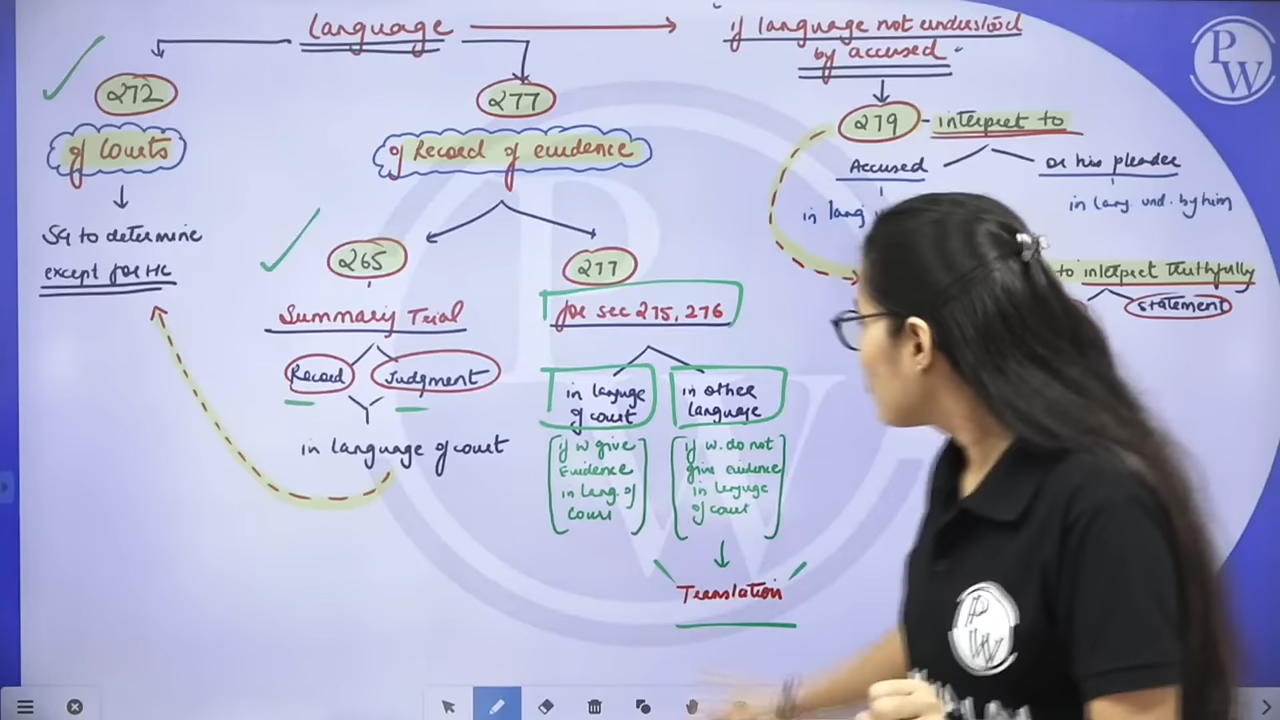 language
if language not understood
by accused
272
277
279 - interpret to
of Courts
of Record of evidence
Accused
or his pleader
in lang
in lang. und. by him
SG to determine
except for HC
265
277
to interpret truthfully
statement
Summary Trial
for sec 275, 276
Record
Judgment
in language of court
in laguge
of court
in other
language
if w give
Evidence
in lang. of
Court
if w. do not
give evidence
in laguge
of court
Translation
PW
PW